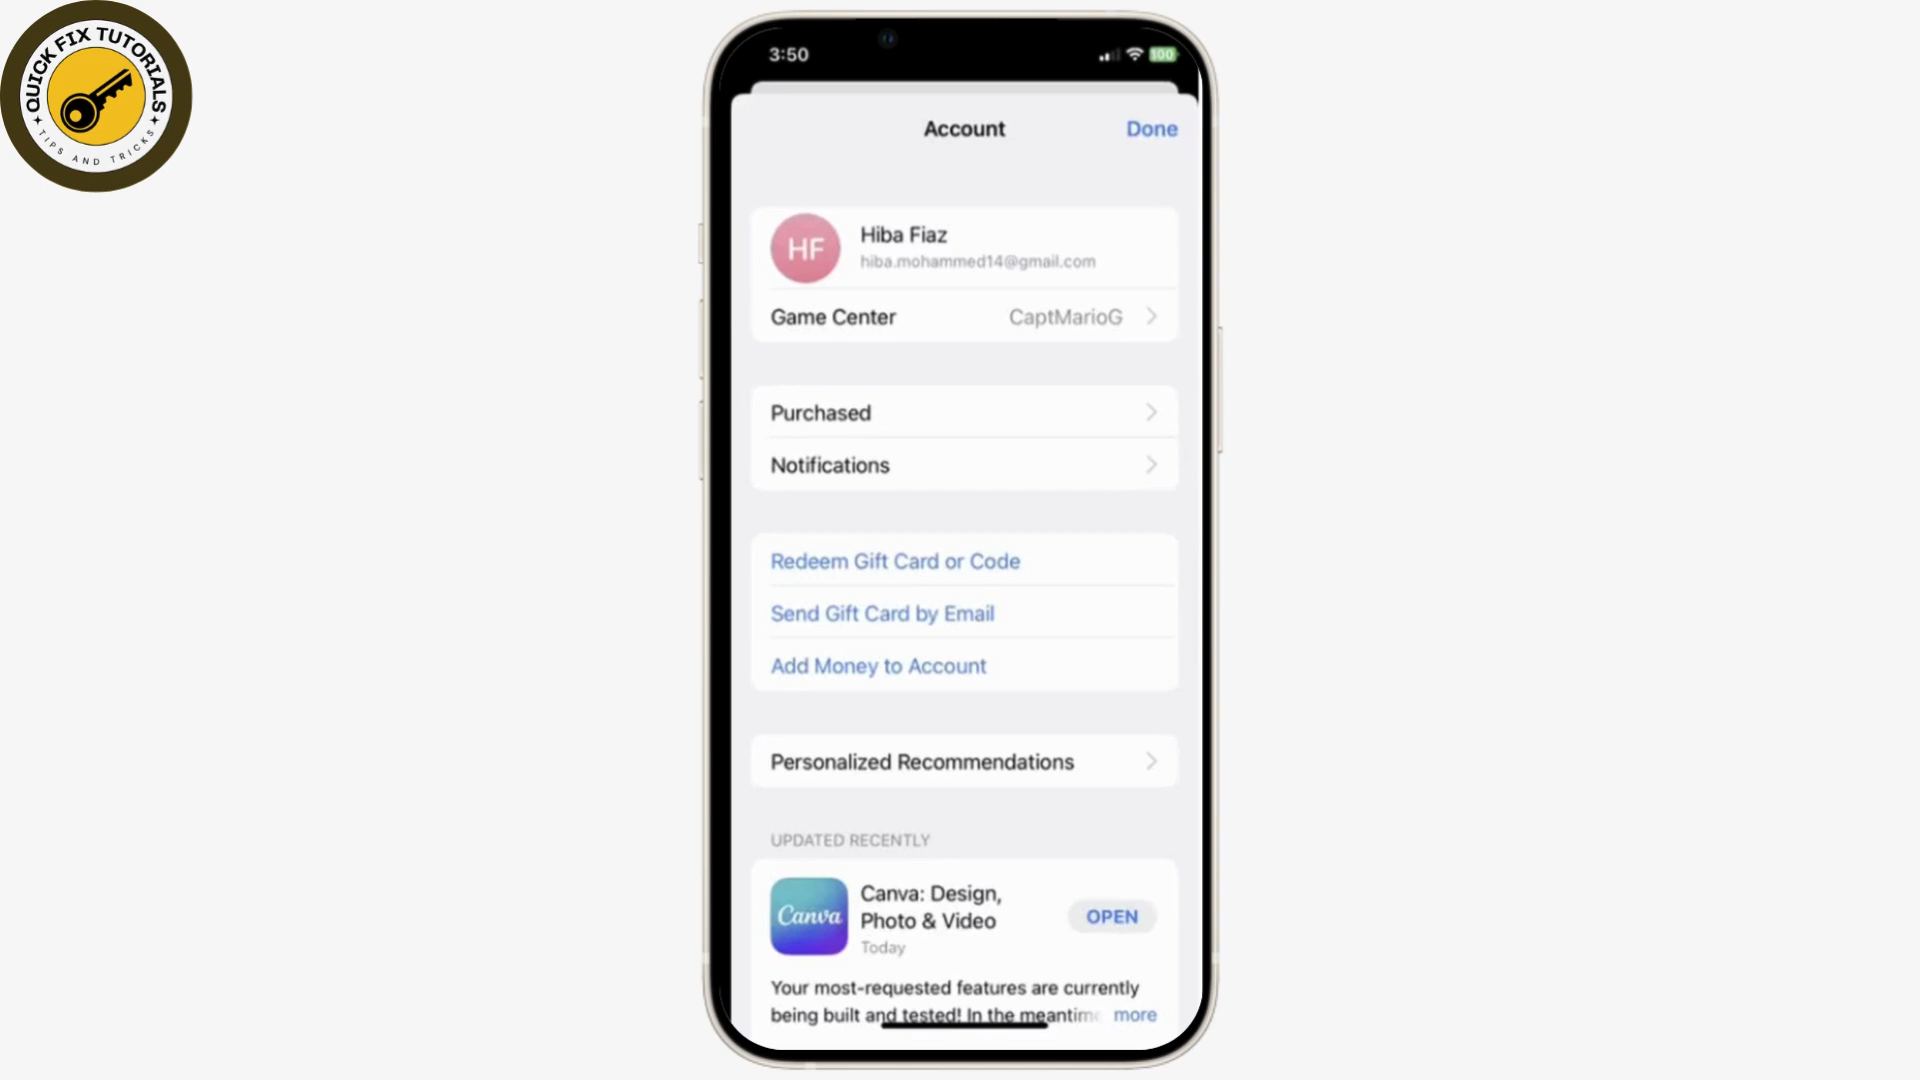 QUICK FIX TUTORIALS
TIPS AND TRICKS
3:50
100
Account
Done
HF
Hiba Fiaz
hiba.mohammed14@gmail.com
Game Center
CaptMarioG
Purchased
Notifications
Redeem Gift Card or Code
Send Gift Card by Email
Add Money to Account
Personalized Recommendations
UPDATED RECENTLY
Canva
Canva: Design,
Photo & Video
Today
OPEN
Your most-requested features are currently
being built and tested! In the meantime more